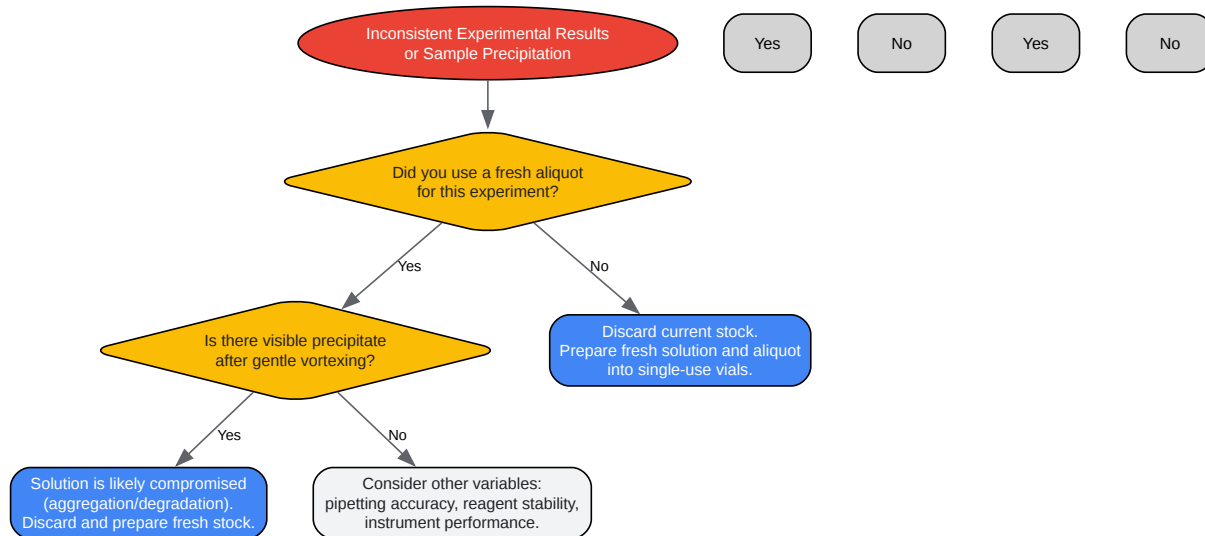 Inconsistent Experimental Results
or Sample Precipitation
Yes
No
Yes
No
Did you use a fresh aliquot
for this experiment?
Yes
No
Is there visible precipitate
after gentle vortexing?
Discard current stock.
Prepare fresh solution and aliquot
into single-use vials.
Yes
No
Solution is likely compromised
(aggregation/degradation).
Discard and prepare fresh stock.
Consider other variables:
pipetting accuracy, reagent stability,
instrument performance.